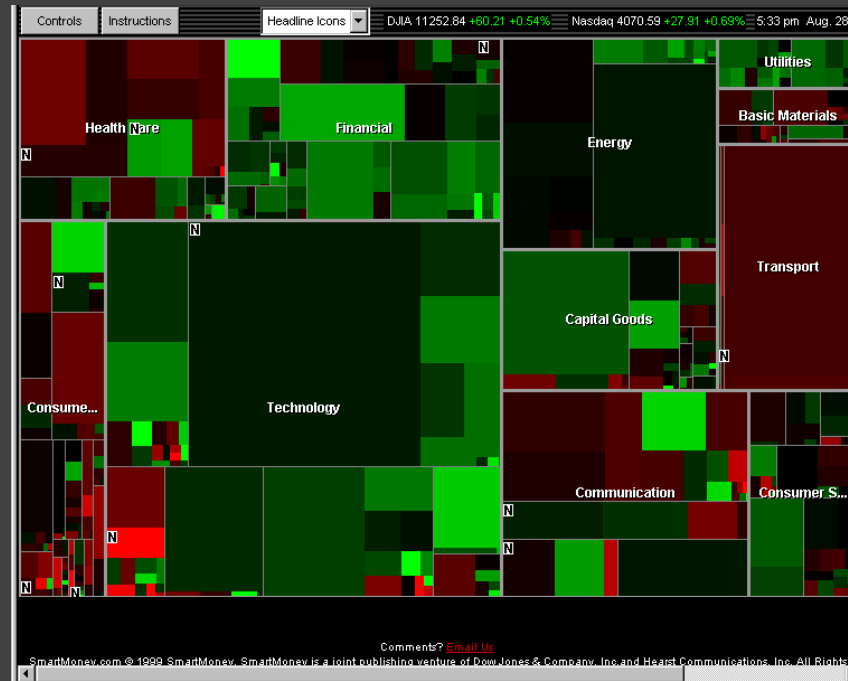 Controls Instructions Headline Icons DJIA 11252.84 +60.21 +0.54% Nasdaq 4070.59 +27.91 +0.69% 5:33 pm Aug. 28
N
Utilities
Basic Materials
Health Care N
Financial
Energy
N
N
Transport
N
Capital Goods
N
Consume...
Technology
Communication
Consumer S...
N
N
N
N
N
Comments? Email Us
SmartMoney.com © 1999 SmartMoney. SmartMoney is a joint publishing venture of Dow Jones & Company, Inc.and Hearst Communications, Inc. All Rights